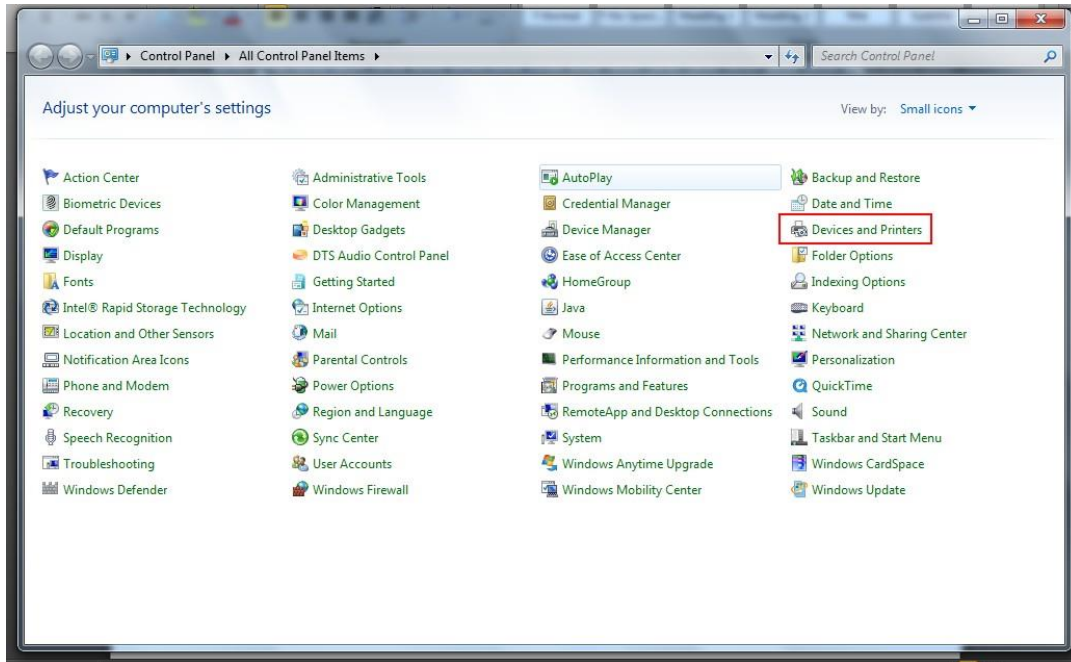 Control Panel All Control Panel Items Search Control Panel
Adjust your computer's settings View by: Small icons
Action Center Administrative Tools AutoPlay Backup and Restore
Biometric Devices Color Management Credential Manager Date and Time
Default Programs Desktop Gadgets Device Manager Devices and Printers
Display DTS Audio Control Panel Ease of Access Center Folder Options
Fonts Getting Started HomeGroup Indexing Options
Intel® Rapid Storage Technology Internet Options Java Keyboard
Location and Other Sensors Mail Mouse Network and Sharing Center
Notification Area Icons Parental Controls Performance Information and Tools Personalization
Phone and Modem Power Options Programs and Features QuickTime
Recovery Region and Language RemoteApp and Desktop Connections Sound
Speech Recognition Sync Center System Taskbar and Start Menu
Troubleshooting User Accounts Windows Anytime Upgrade Windows CardSpace
Windows Defender Windows Firewall Windows Mobility Center Windows Update